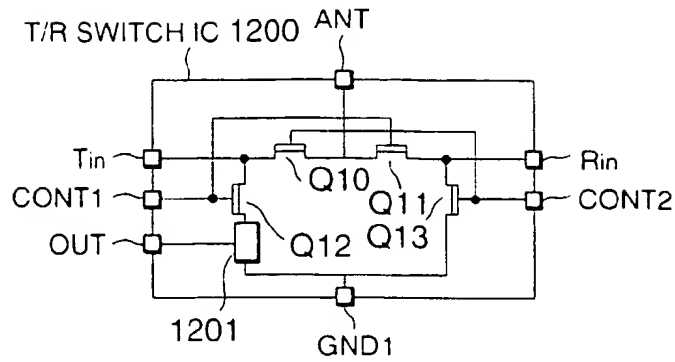 T/R SWITCH IC 1200
ANT
Tin
Rin
Q10
Q11
CONT1
CONT2
Q12
Q13
OUT
1201
GND1